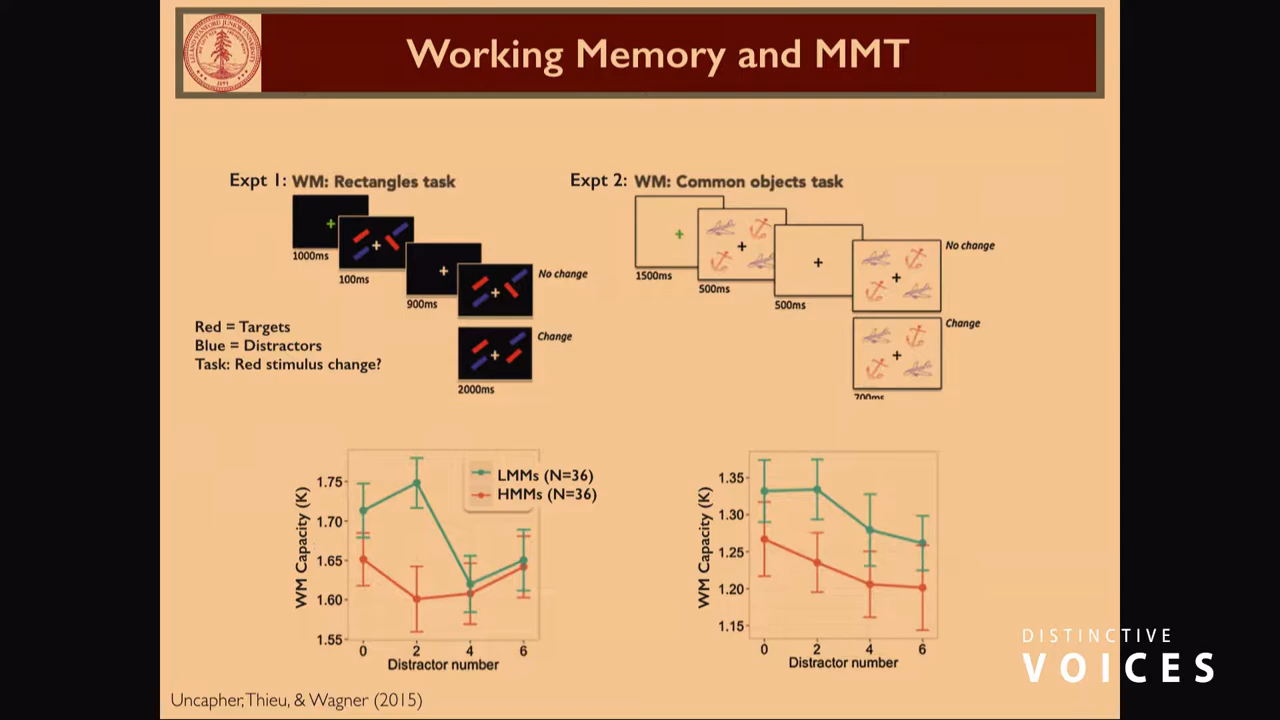 Working Memory and MMT
Expt 1: WM: Rectangles task
1000ms
100ms
900ms
No change
Change
2000ms
Red = Targets
Blue = Distractors
Task: Red stimulus change?
Expt 2: WM: Common objects task
1500ms
500ms
500ms
No change
Change
700ms
WM Capacity (K)
1.75
1.70
1.65
1.60
1.55
0 2 4 6
Distractor number
LMMs (N=36)
HMMs (N=36)
WM Capacity (K)
1.35
1.30
1.25
1.20
1.15
0 2 4 6
Distractor number
Uncapher, Thieu, & Wagner (2015)
DISTINCTIVE
VOICES